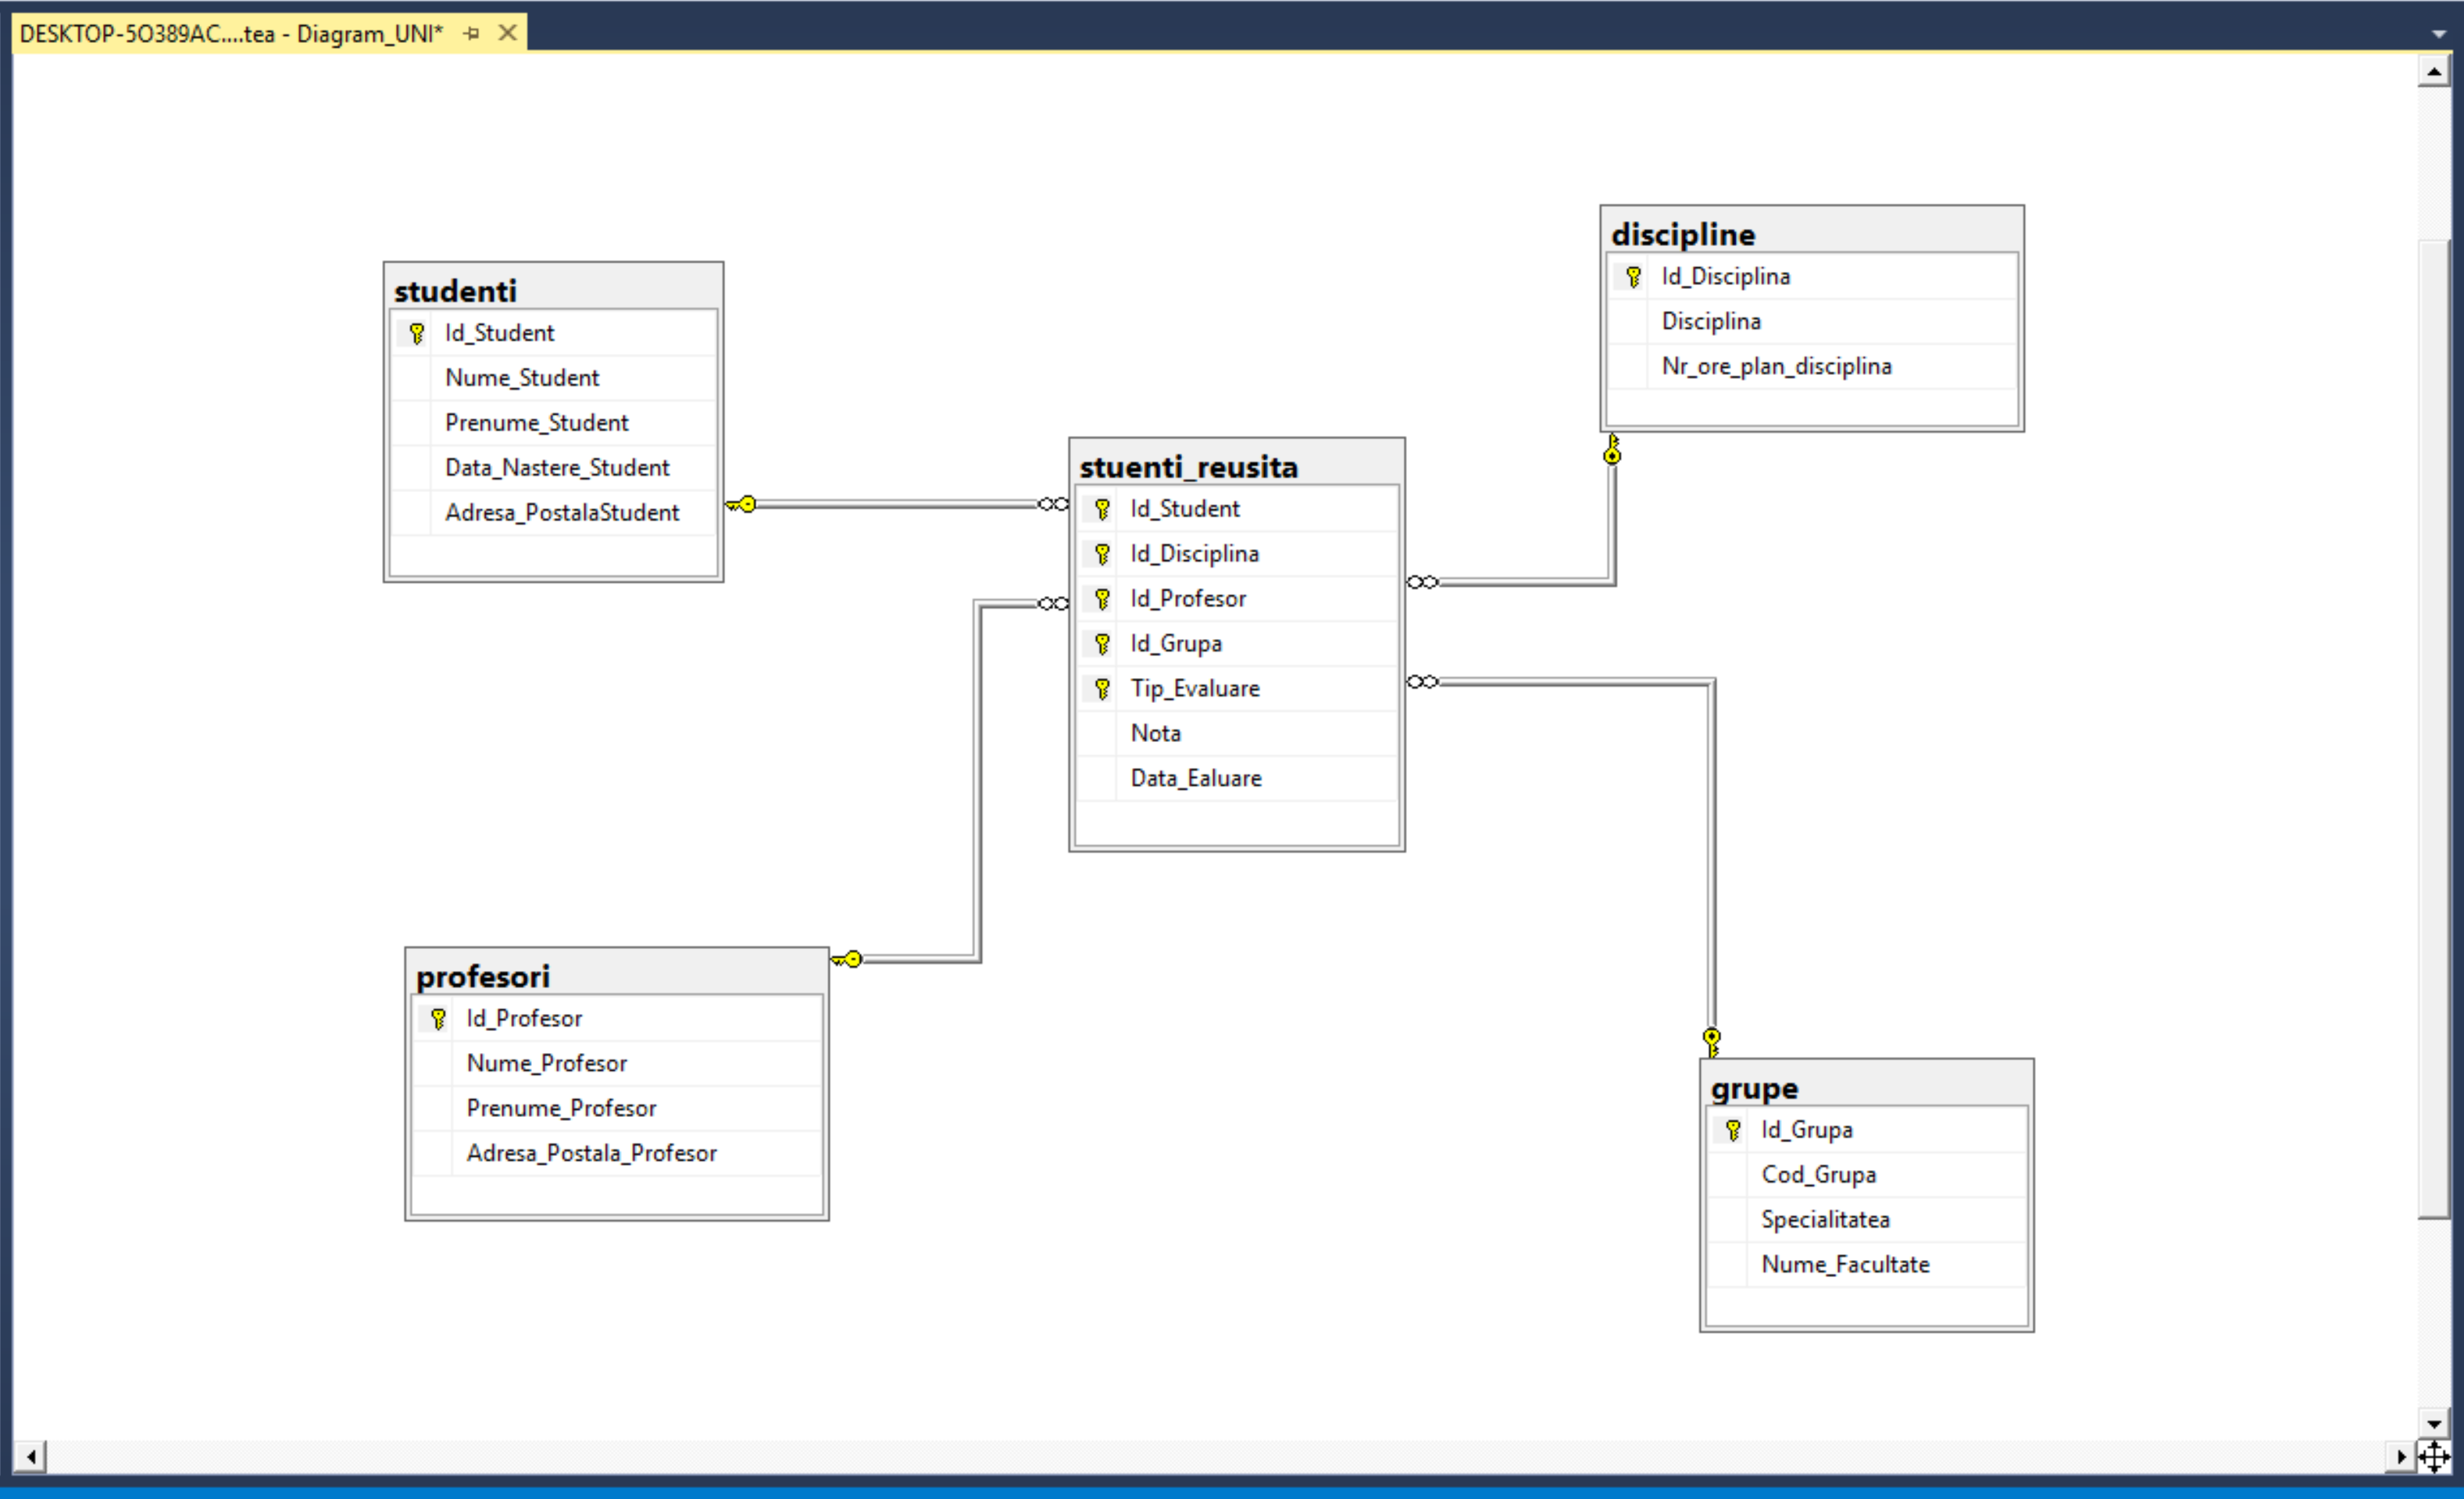 DESKTOP-5O389AC....tea - Diagram_UNI*
studenti
Id_Student
Nume_Student
Prenume_Student
Data_Nastere_Student
Adresa_PostalaStudent
discipline
Id_Disciplina
Disciplina
Nr_ore_plan_disciplina
stuenti_reusita
Id_Student
Id_Disciplina
Id_Profesor
Id_Grupa
Tip_Evaluare
Nota
Data_Ealuare
profesori
Id_Profesor
Nume_Profesor
Prenume_Profesor
Adresa_Postala_Profesor
grupe
Id_Grupa
Cod_Grupa
Specialitatea
Nume_Facultate